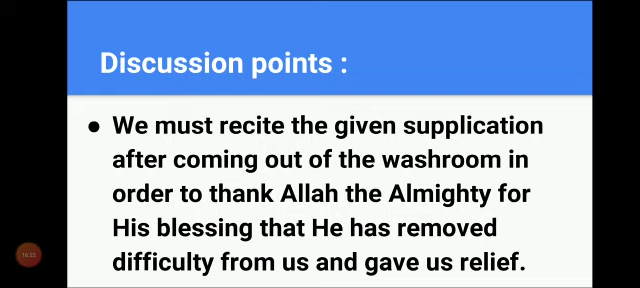 Discussion points :
● We must recite the given supplication
after coming out of the washroom in
order to thank Allah the Almighty for
His blessing that He has removed
difficulty from us and gave us relief.